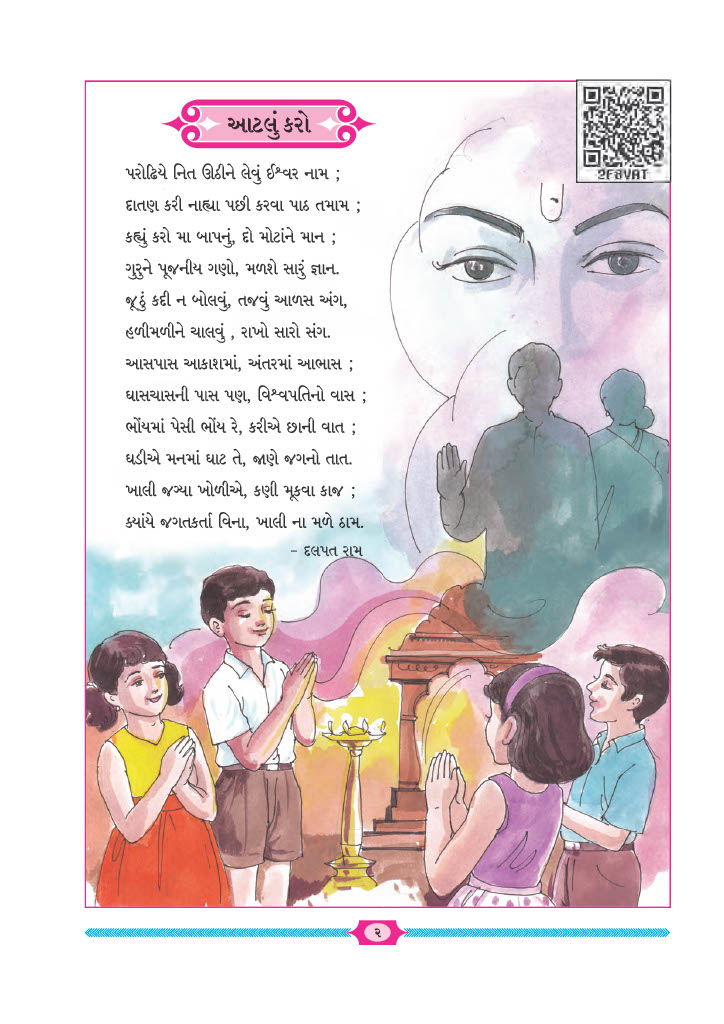 આટલું કરો
2F8VAT
પરોઢિયે નિત ઊઠીને લેવું ઈશ્વર નામ ;
દાતણ કરી નાહ્યા પછી કરવા પાઠ તમામ ;
કહ્યું કરો મા બાપનું, દો મોટાંને માન ;
ગુરુને પૂજનીય ગણો, મળશે સારું જ્ઞાન.
જૂઠું કદી ન બોલવું, તજવું આળસ અંગ,
હળીમળીને ચાલવું , રાખો સારો સંગ.
આસપાસ આકાશમાં, અંતરમાં આભાસ ;
ઘાસચાસની પાસ પણ, વિશ્વપતિનો વાસ ;
ભોંયમાં પેસી ભોંય રે, કરીએ છાની વાત ;
ઘડીએ મનમાં ઘાટ તે, જાણે જગનો તાત.
ખાલી જગ્યા ખોળીએ, કણી મૂકવા કાજ ;
ક્યાંયે જગતકર્તા વિના, ખાલી ના મળે ઠામ.
– દલપત રામ
૨